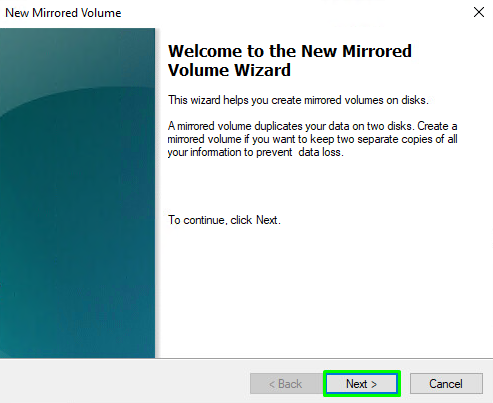 New Mirrored Volume
Welcome to the New Mirrored
Volume Wizard
This wizard helps you create mirrored volumes on disks.
A mirrored volume duplicates your data on two disks. Create a
mirrored volume if you want to keep two separate copies of all
your information to prevent  data loss.
To continue, click Next.
< Back
Next >
Cancel